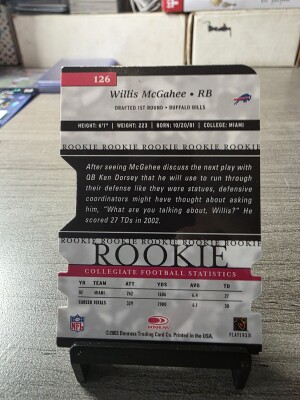 126
Willis McGahee • RB
DRAFTED 1ST ROUND • BUFFALO BILLS
HEIGHT: 6'1" | WEIGHT: 223 | BORN: 10/20/81 | COLLEGE: MIAMI
ROOKIE ROOKIE ROOKIE ROOKIE ROOKIE
After seeing McGahee discuss the next play with
QB Ken Dorsey that he will use to run through
their defense like they were statues, defensive
coordinators might have thought about asking
him, "What are you talking about, Willis?" He
scored 27 TDs in 2002.
ROOKIE ROOKIE ROOKIE ROOKIE ROOKIE
ROOKIE
COLLEGIATE FOOTBALL STATISTICS
YR TEAM ATT YDS AVG TD
02 MIAMI
CAREER TOTALS
NFL
DONRUSS
PLAYERS
©2003 Donruss Trading Card Co. Printed in the USA.